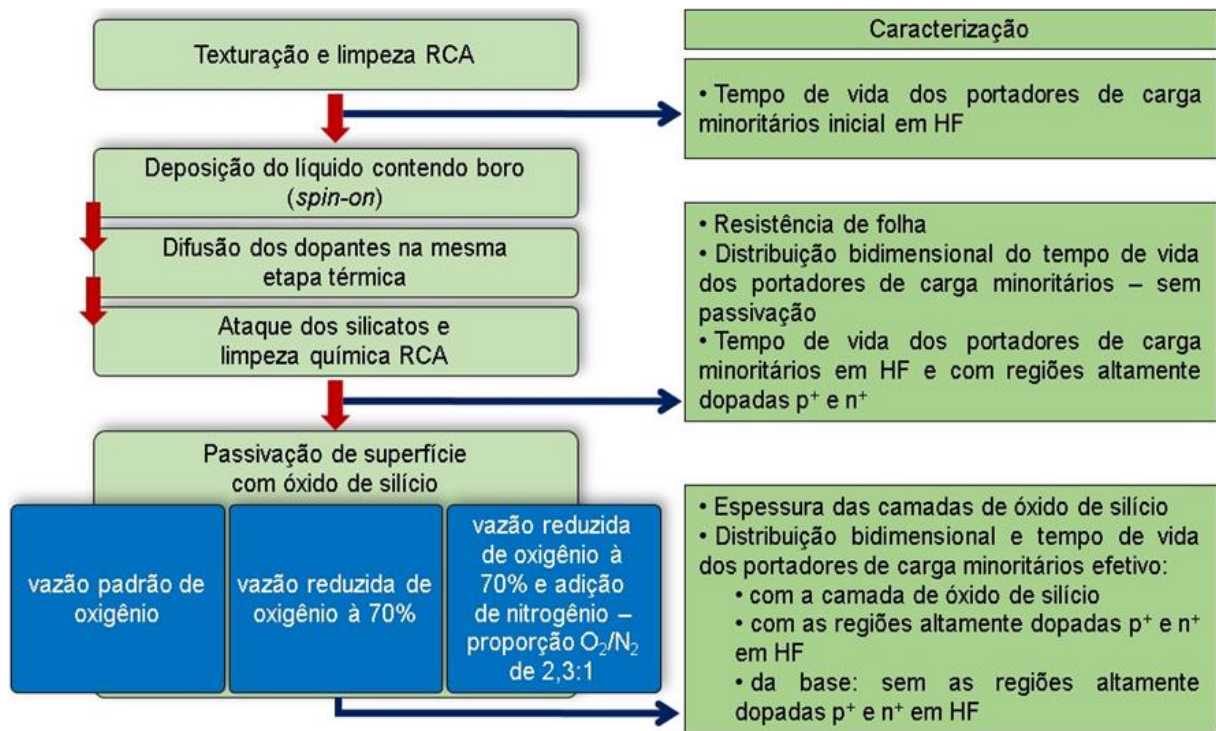 Texturação e limpeza RCA
Deposição do líquido contendo boro
(spin-on)
Difusão dos dopantes na mesma
etapa térmica
Ataque dos silicatos e
limpeza química RCA
Passivação de superfície
com óxido de silício
vazão padrão de
oxigênio
vazão reduzida de
oxigênio à 70%
vazão reduzida
de oxigênio à
70% e adição
de nitrogênio –
proporção O₂/N₂
de 2,3:1
Caracterização
• Tempo de vida dos portadores de carga
minoritários inicial em HF
• Resistência de folha
• Distribuição bidimensional do tempo de vida
dos portadores de carga minoritários – sem
passivação
• Tempo de vida dos portadores de carga
minoritários em HF e com regiões altamente
dopadas p⁺ e n⁺
• Espessura das camadas de óxido de silício
• Distribuição bidimensional e tempo de vida
dos portadores de carga minoritários efetivo:
• com a camada de óxido de silício
• com as regiões altamente dopadas p⁺ e n⁺
em HF
• da base: sem as regiões altamente
dopadas p⁺ e n⁺ em HF